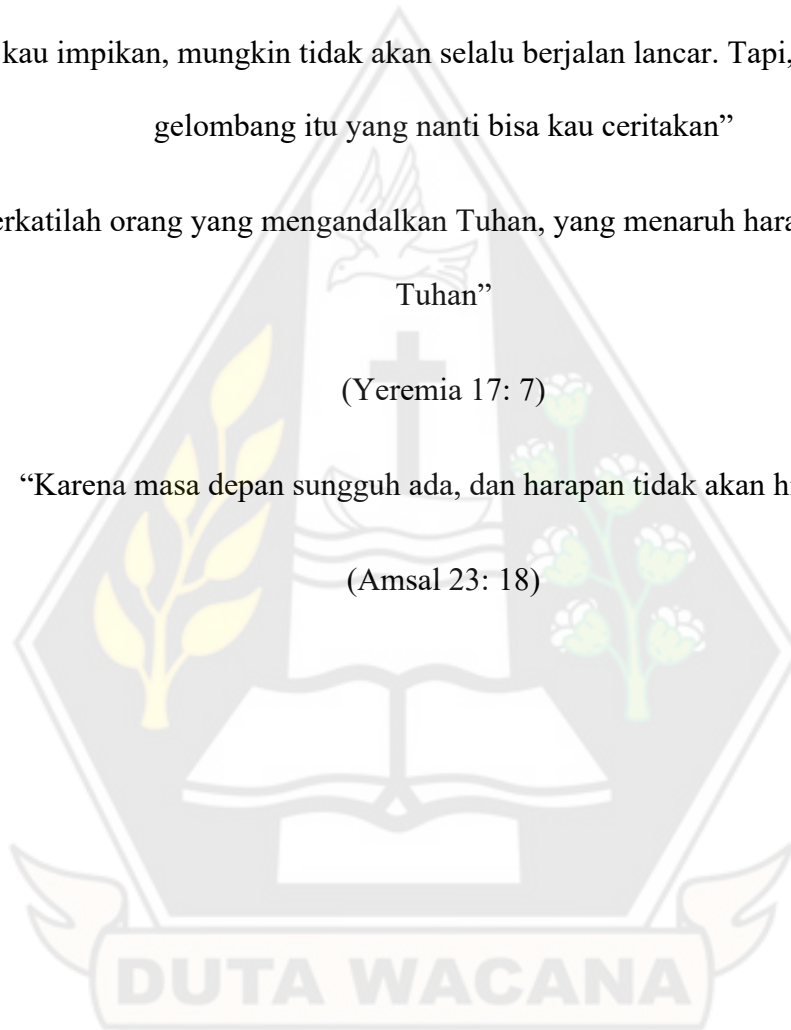 kau impikan, mungkin tidak akan selalu berjalan lancar. Tapi,
gelombang itu yang nanti bisa kau ceritakan”
orang yang mengandalkan Tuhan, yang menaruh
Tuhan”
(Yeremia 17: 7)
“Karena masa depan sungguh ada, dan harapan tidak akan
(Amsal 23: 18)
DUTA WACANA